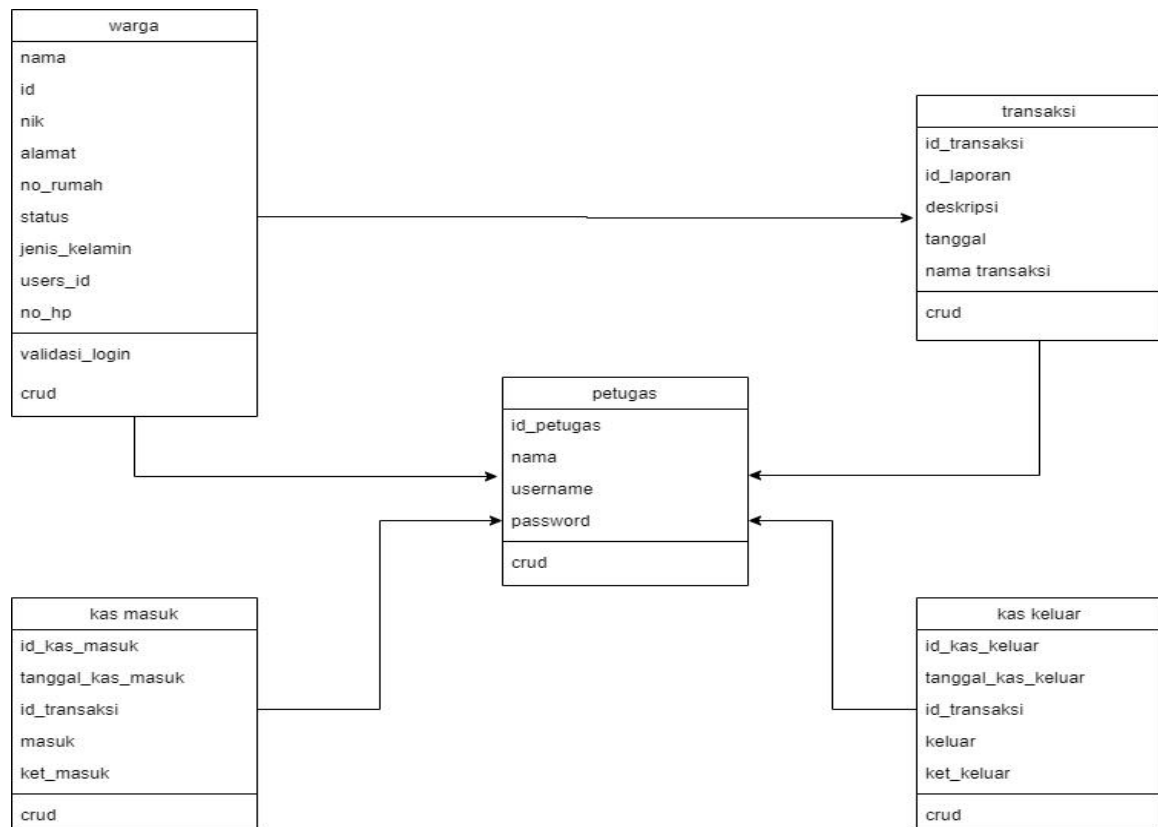 warga
nama
id
nik
alamat
no_rumah
status
jenis_kelamin
users_id
no_hp
validasi_login
crud
transaksi
id_transaksi
id_laporan
deskripsi
tanggal
nama transaksi
crud
petugas
id_petugas
nama
username
password
crud
kas masuk
id_kas_masuk
tanggal_kas_masuk
id_transaksi
masuk
ket_masuk
crud
kas keluar
id_kas_keluar
tanggal_kas_keluar
id_transaksi
keluar
ket_keluar
crud